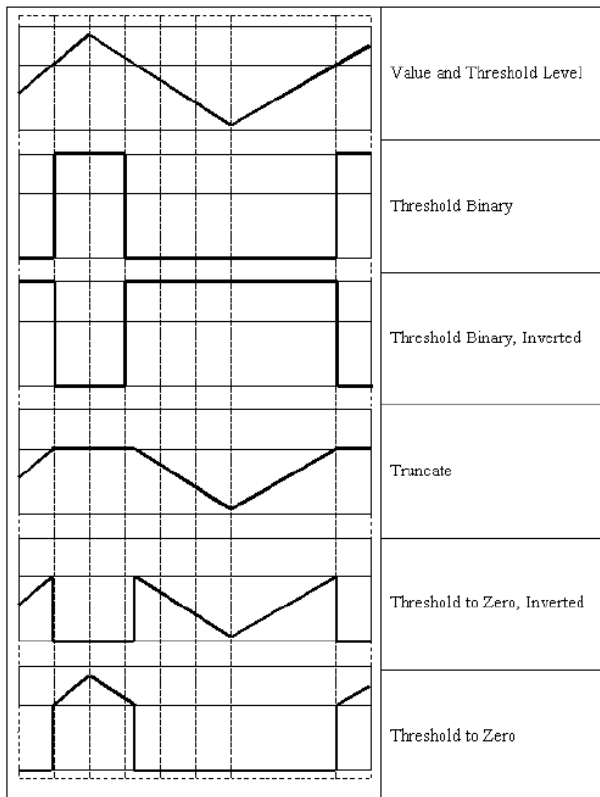 Value and Threshold Level
Threshold Binary
Threshold Binary, Inverted
Truncate
Threshold to Zero, Inverted
Threshold to Zero